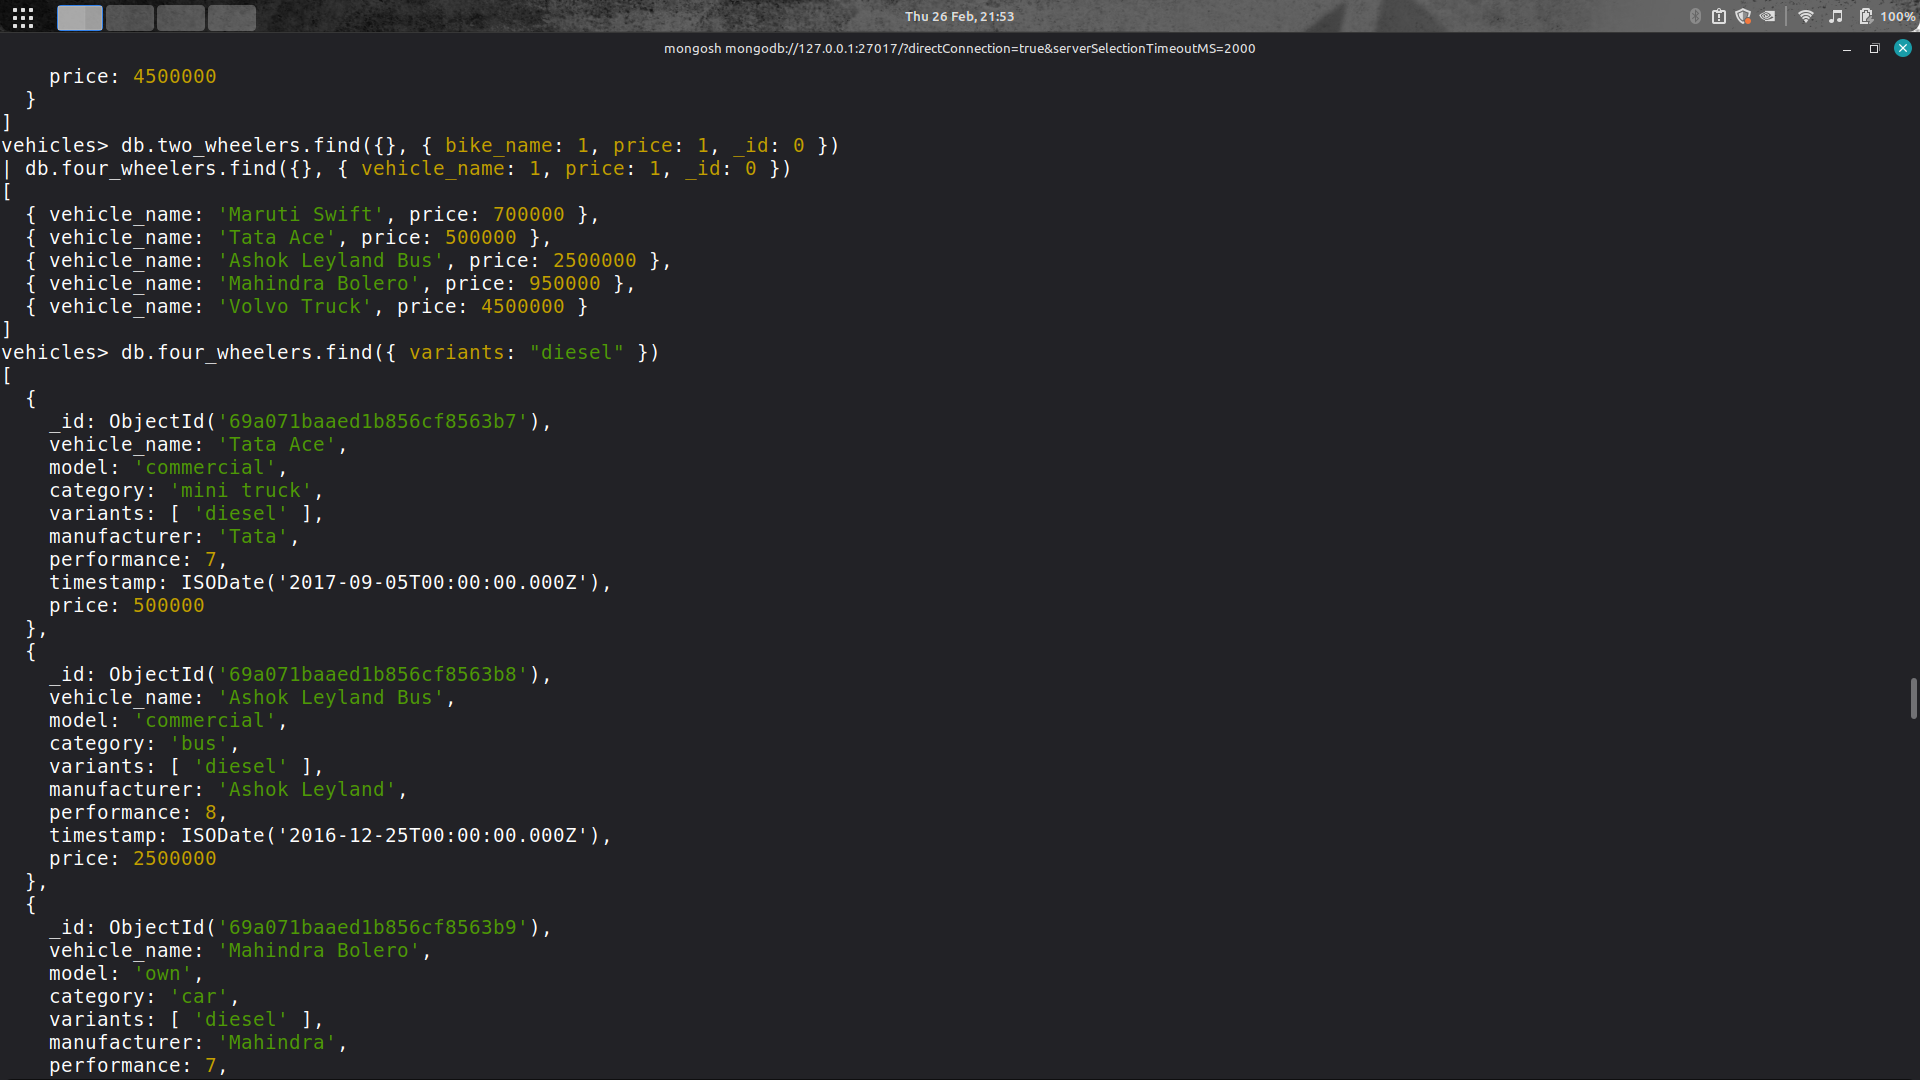 Thu 26 Feb, 21:53
100%
mongosh mongodb://127.0.0.1:27017/?directConnection=true&serverSelectionTimeoutMS=2000
    price: 4500000
  }
]
vehicles> db.two_wheelers.find({}, { bike_name: 1, price: 1, _id: 0 })
| db.four_wheelers.find({}, { vehicle_name: 1, price: 1, _id: 0 })
[
  { vehicle_name: 'Maruti Swift', price: 700000 },
  { vehicle_name: 'Tata Ace', price: 500000 },
  { vehicle_name: 'Ashok Leyland Bus', price: 2500000 },
  { vehicle_name: 'Mahindra Bolero', price: 950000 },
  { vehicle_name: 'Volvo Truck', price: 4500000 }
]
vehicles> db.four_wheelers.find({ variants: "diesel" })
[
  {
    _id: ObjectId('69a071baaed1b856cf8563b7'),
    vehicle_name: 'Tata Ace',
    model: 'commercial',
    category: 'mini truck',
    variants: [ 'diesel' ],
    manufacturer: 'Tata',
    performance: 7,
    timestamp: ISODate('2017-09-05T00:00:00.000Z'),
    price: 500000
  },
  {
    _id: ObjectId('69a071baaed1b856cf8563b8'),
    vehicle_name: 'Ashok Leyland Bus',
    model: 'commercial',
    category: 'bus',
    variants: [ 'diesel' ],
    manufacturer: 'Ashok Leyland',
    performance: 8,
    timestamp: ISODate('2016-12-25T00:00:00.000Z'),
    price: 2500000
  },
  {
    _id: ObjectId('69a071baaed1b856cf8563b9'),
    vehicle_name: 'Mahindra Bolero',
    model: 'own',
    category: 'car',
    variants: [ 'diesel' ],
    manufacturer: 'Mahindra',
    performance: 7,